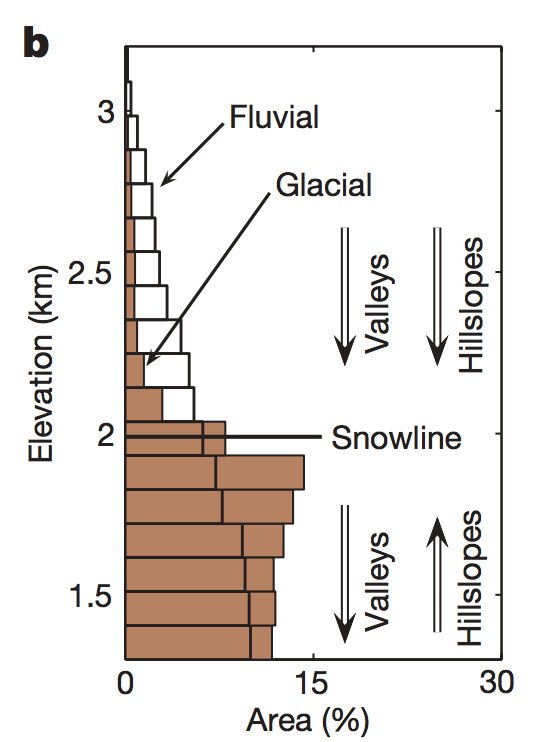 b
3
2.5
2
1.5
Elevation (km)
Fluvial
Glacial
Valleys
Hillslopes
Snowline
Valleys
Hillslopes
0
15
30
Area (%)